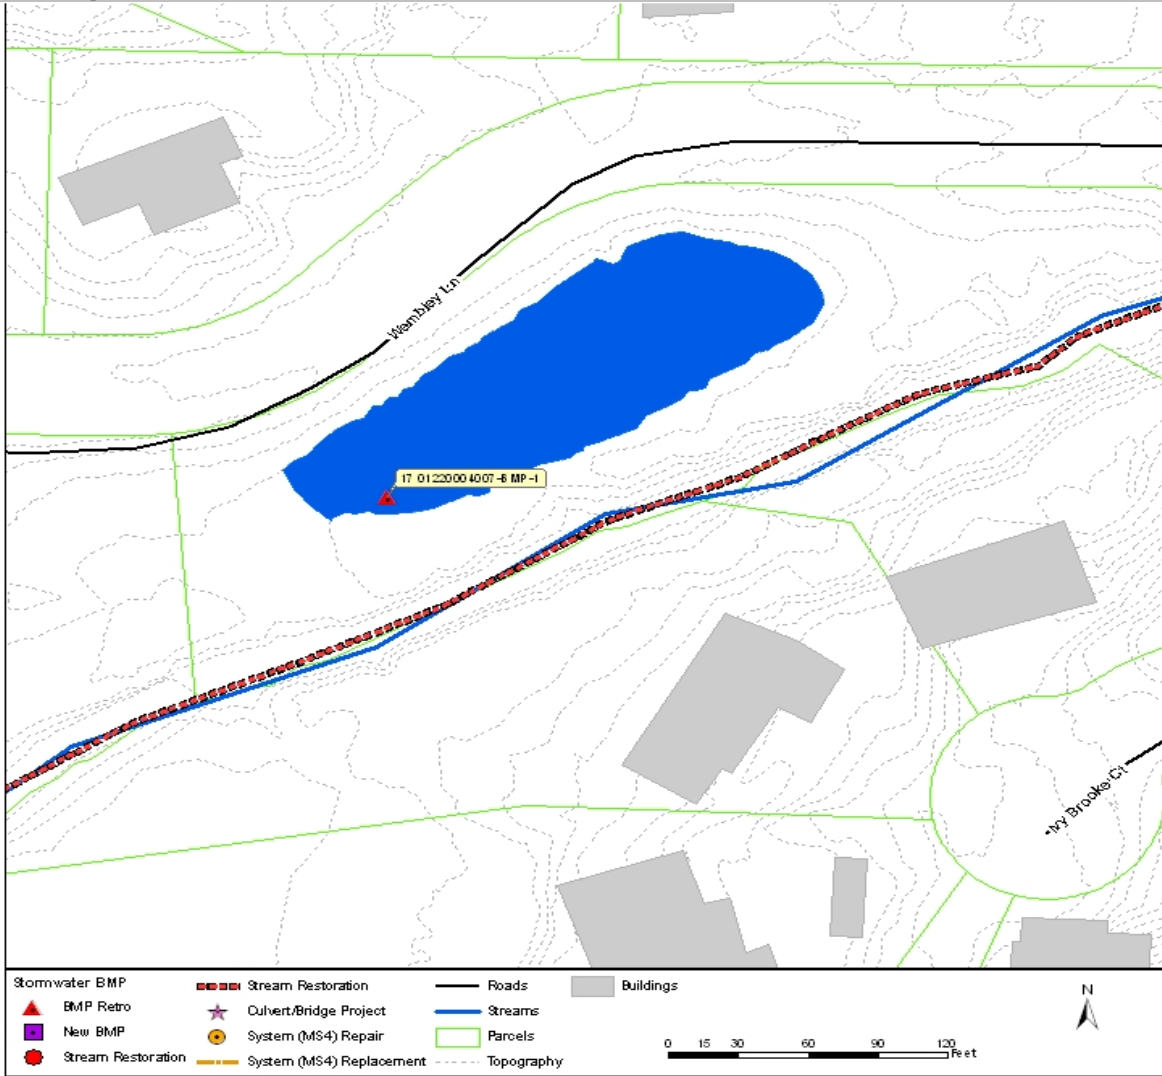 Wembley Ln
17 01220004007-BMP-1
Ivy Brooke Ct
Stormwater BMP
BMP Retro
New BMP
Stream Restoration
Stream Restoration
Culvert/Bridge Project
System (MS4) Repair
System (MS4) Replacement
Roads
Streams
Parcels
Topography
Buildings
N
0 15 30 60 90 120
Feet